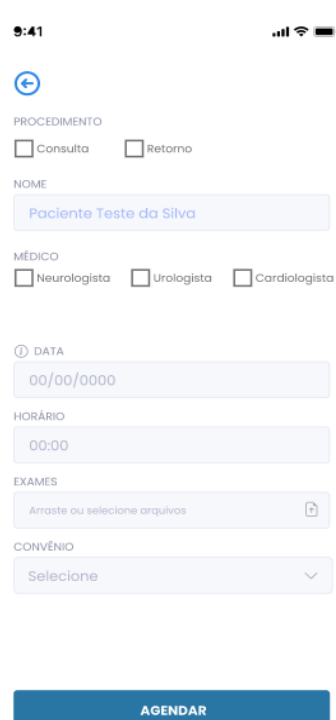 9:41
PROCEDIMENTO
Consulta Retorno
NOME
Paciente Teste da Silva
MÉDICO
Neurologista Urologista Cardiologista
DATA
00/00/0000
HORÁRIO
00:00
EXAMES
Arraste ou selecione arquivos
CONVÊNIO
Selecione
AGENDAR